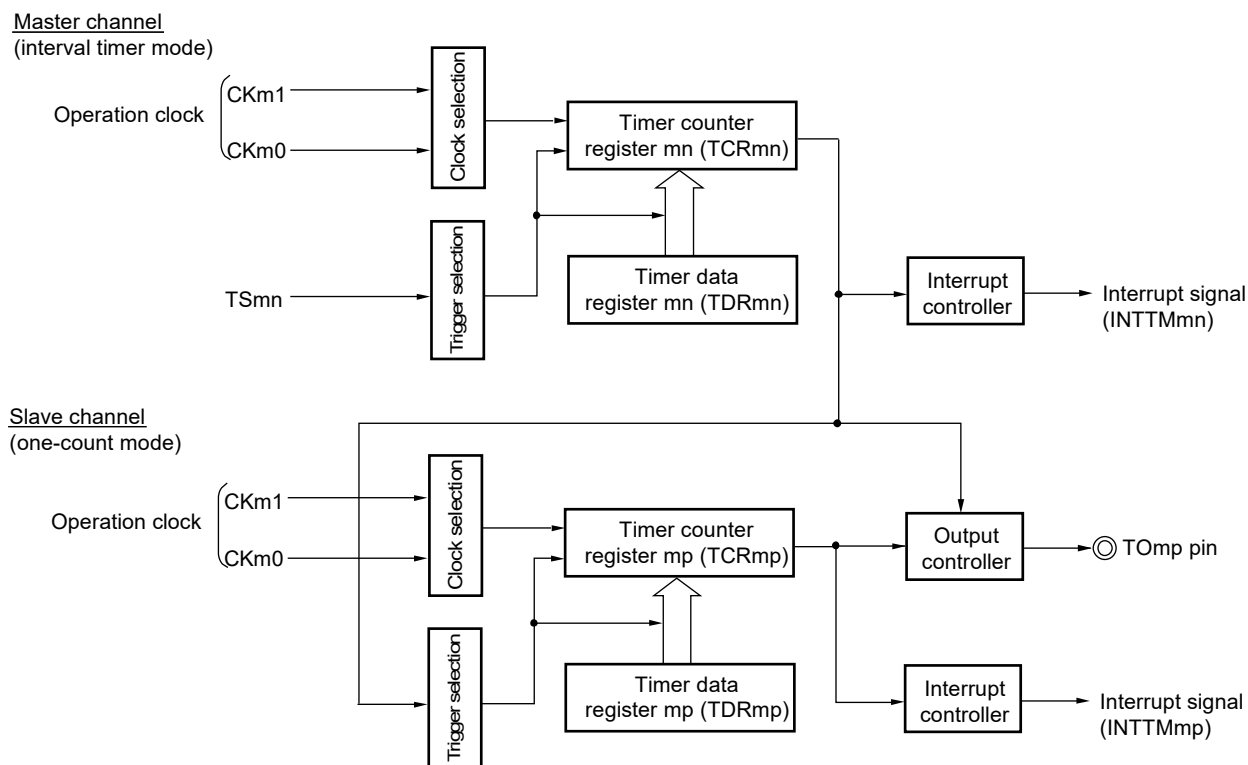 Master channel
(interval timer mode)
Operation clock
CKm1
CKm0
Clock selection
Timer counter
register mn (TCRmn)
TSmn
Trigger selection
Timer data
register mn (TDRmn)
Interrupt
controller
Interrupt signal
(INTTMmn)
Slave channel
(one-count mode)
Operation clock
CKm1
CKm0
Clock selection
Timer counter
register mp (TCRmp)
Output
controller
TOmp pin
Trigger selection
Timer data
register mp (TDRmp)
Interrupt
controller
Interrupt signal
(INTTMmp)